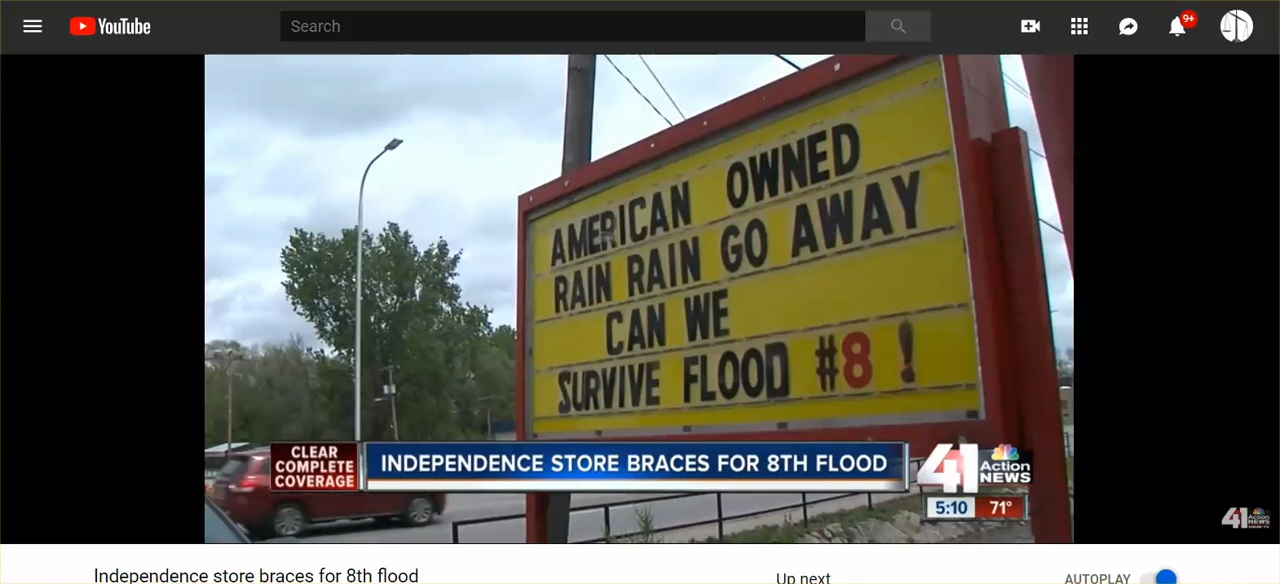 YouTube
Search
9+
AMERICAN OWNED
RAIN RAIN GO AWAY
CAN WE
SURVIVE FLOOD #8 !
CLEAR
COMPLETE
COVERAGE
INDEPENDENCE STORE BRACES FOR 8TH FLOOD
41 Action
NEWS
5:10 71°
41 Action
NEWS
Independence store braces for 8th flood
Up next
AUTOPLAY